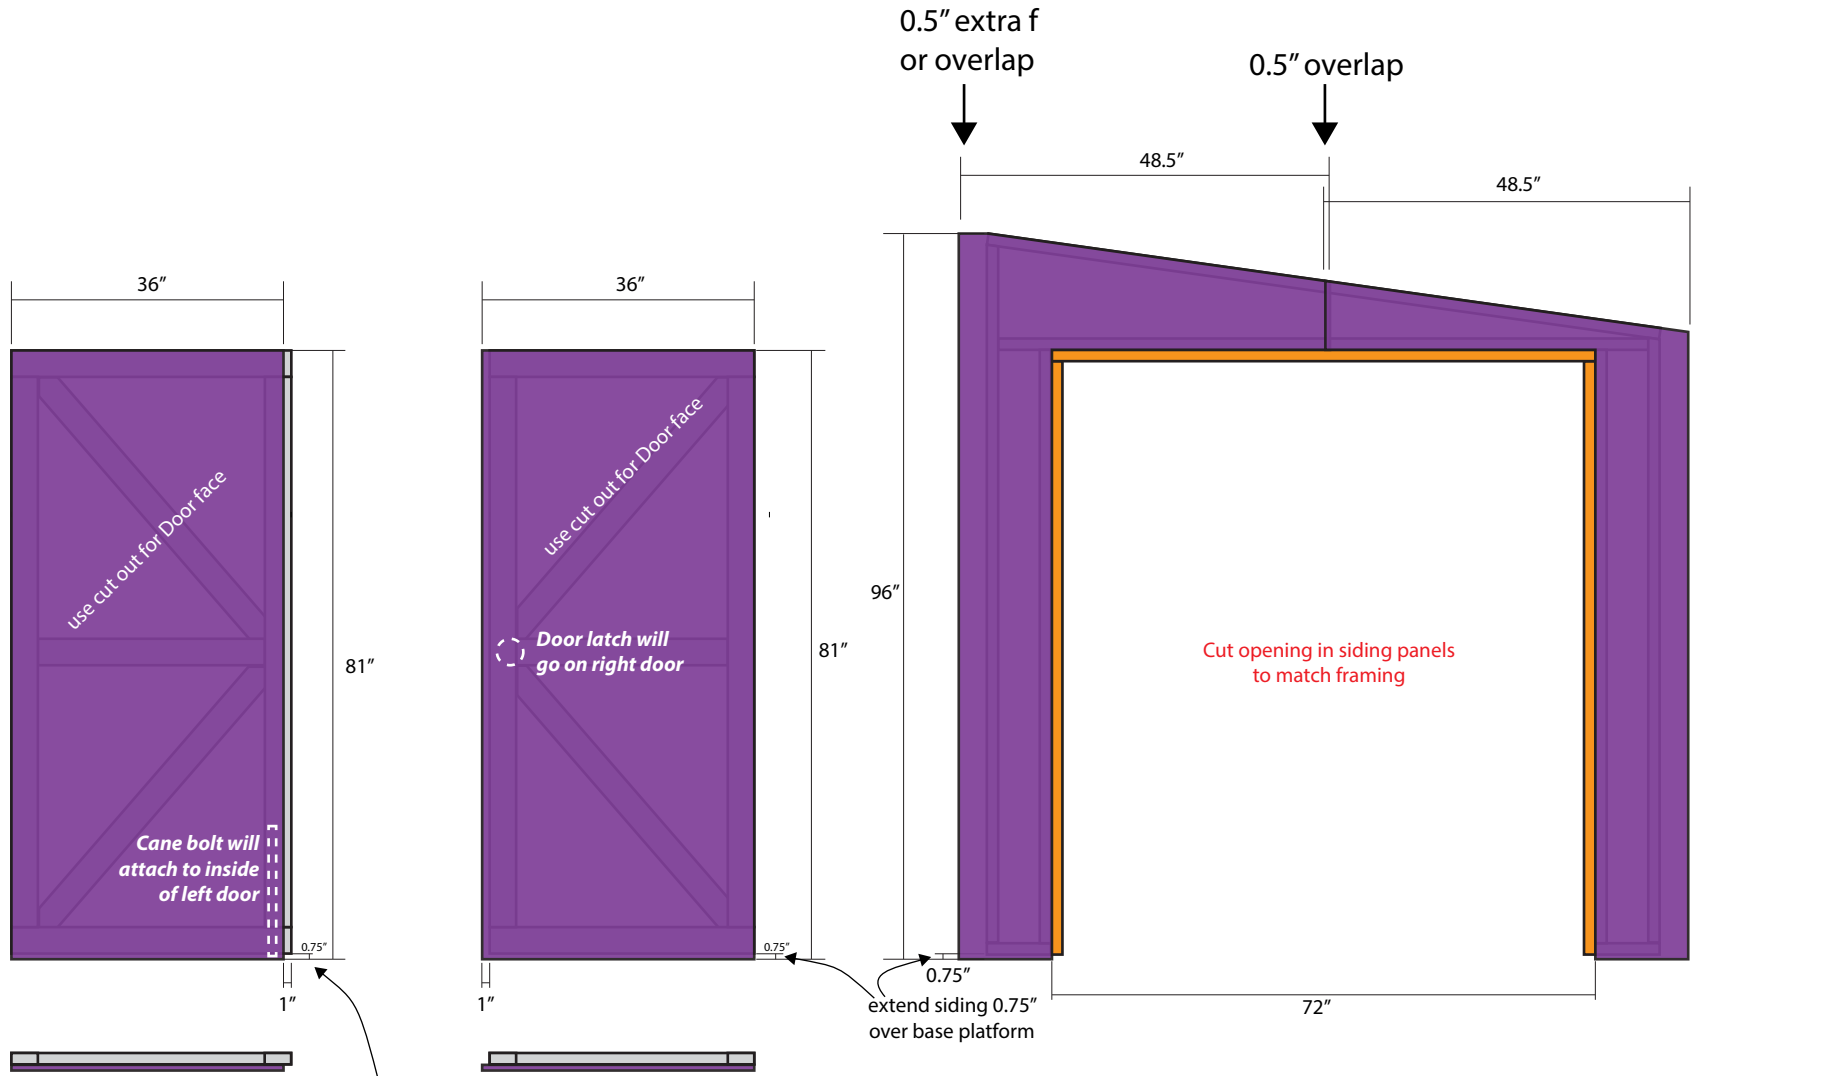 0.5” extra f
or overlap
0.5” overlap
48.5”
48.5”
36”
36”
use cut out for Door face
use cut out for Door face
96”
Door latch will
go on right door
81”
81”
Cut opening in siding panels
to match framing
Cane bolt will
attach to inside
of left door
0.75”
0.75”
0.75”
1”
1”
extend siding 0.75”
over base platform
72”